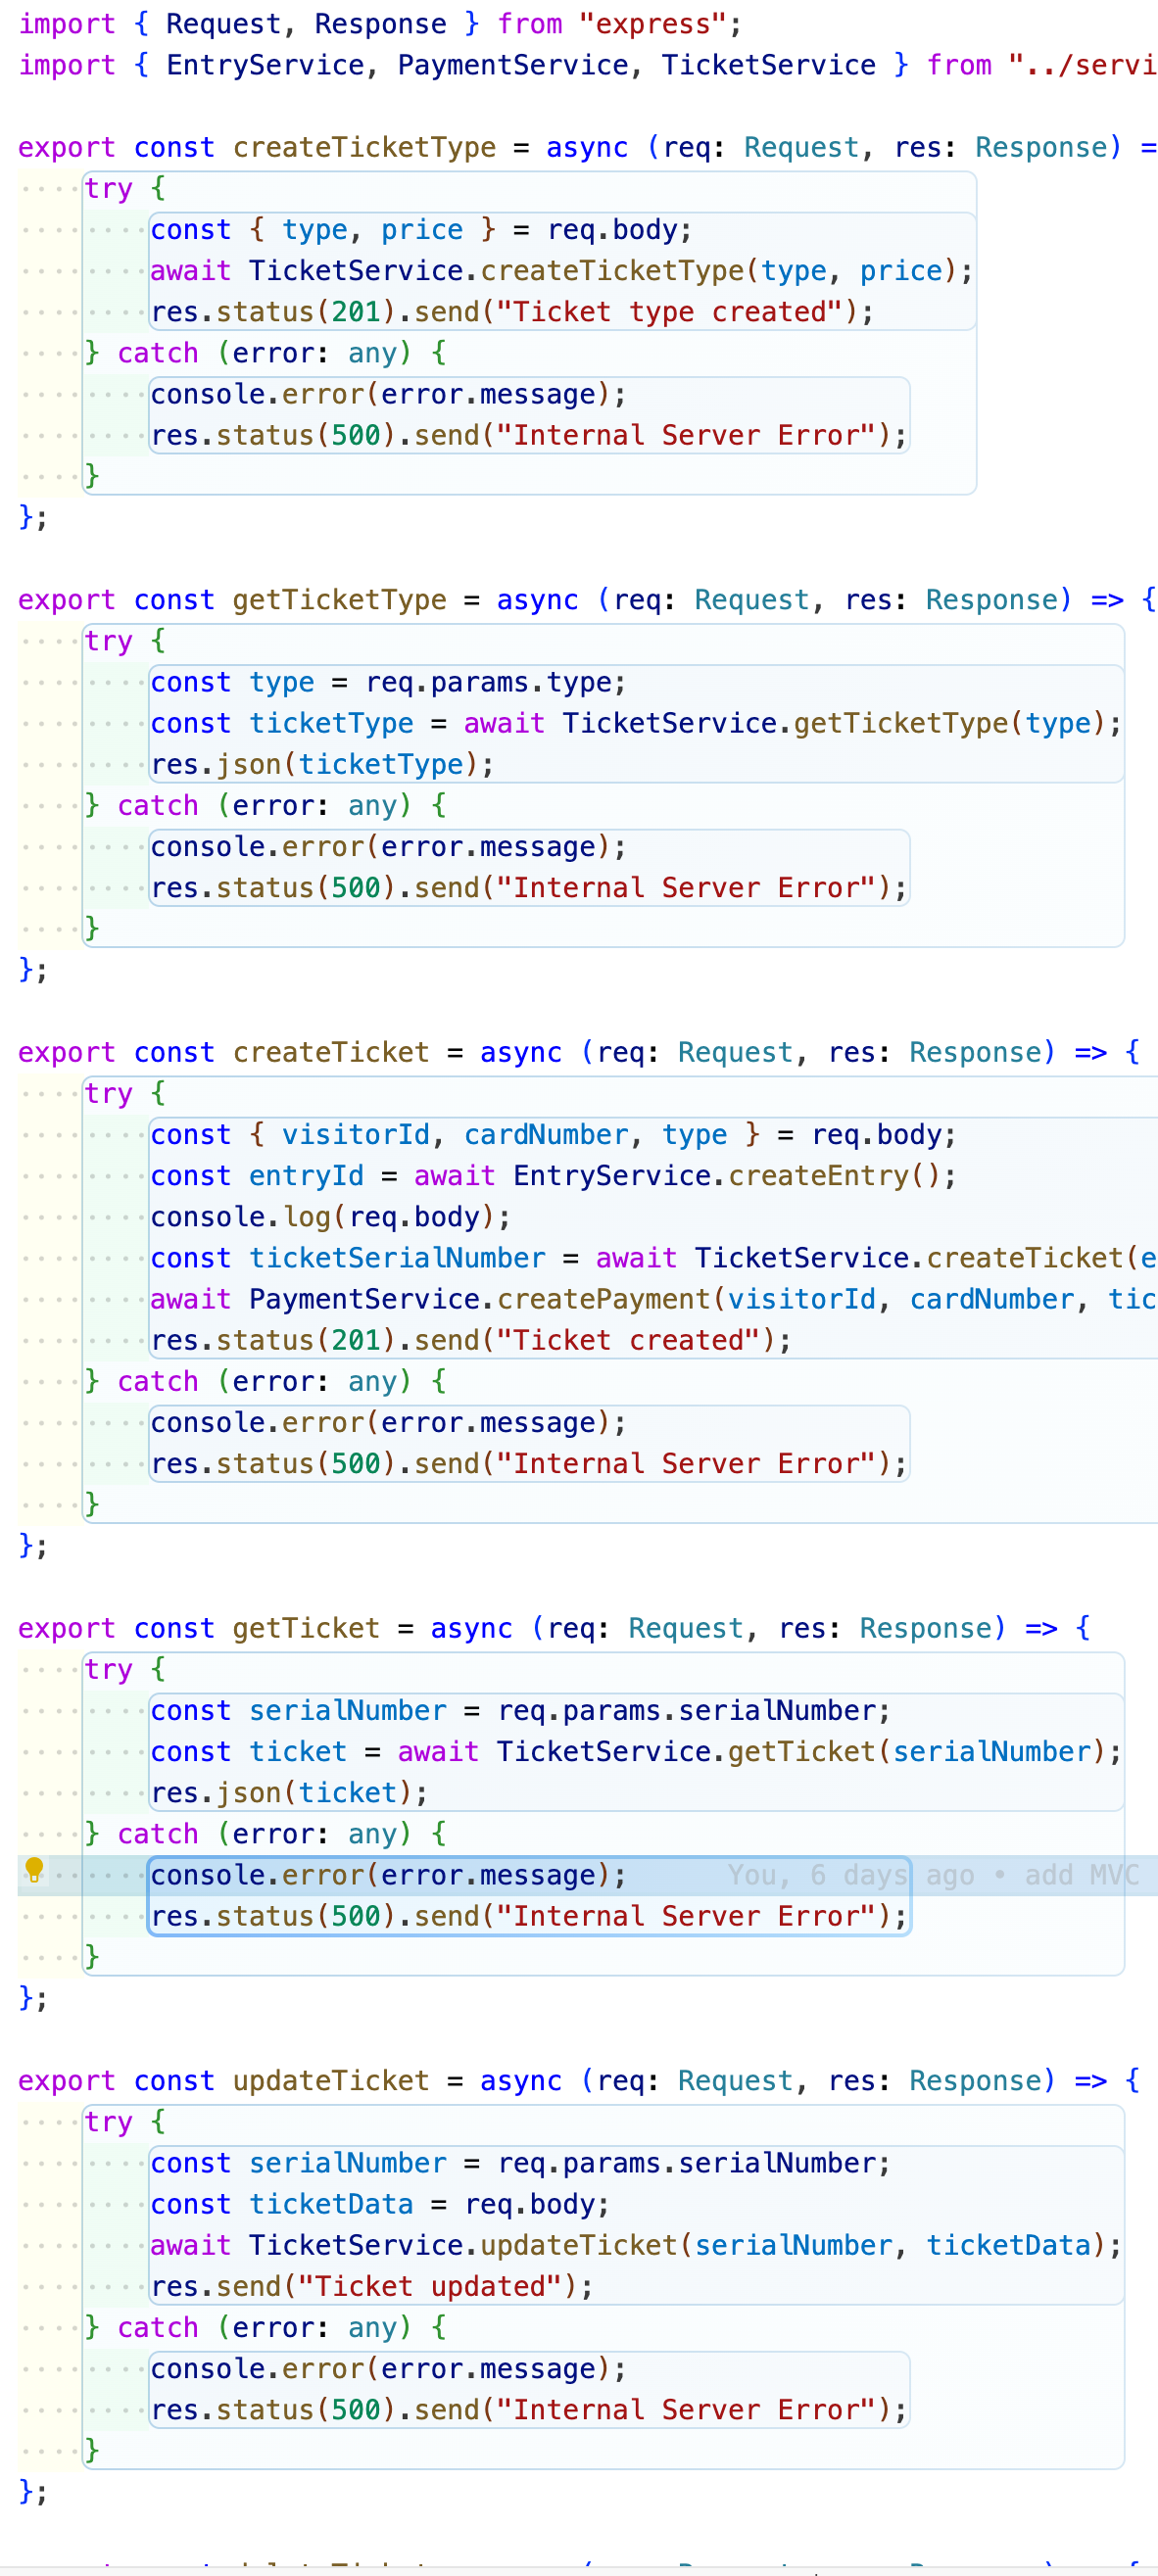 import { Request, Response } from "express";
import { EntryService, PaymentService, TicketService } from "../servi
export const createTicketType = async (req: Request, res: Response) =
try {
const { type, price } = req.body;
await TicketService.createTicketType(type, price);
res.status(201).send("Ticket type created");
} catch (error: any) {
console.error(error.message);
res.status(500).send("Internal Server Error");
}
};
export const getTicketType = async (req: Request, res: Response) => {
try {
const type = req.params.type;
const ticketType = await TicketService.getTicketType(type);
res.json(ticketType);
} catch (error: any) {
console.error(error.message);
res.status(500).send("Internal Server Error");
}
};
export const createTicket = async (req: Request, res: Response) => {
try {
const { visitorId, cardNumber, type } = req.body;
const entryId = await EntryService.createEntry();
console.log(req.body);
const ticketSerialNumber = await TicketService.createTicket(e
await PaymentService.createPayment(visitorId, cardNumber, tic
res.status(201).send("Ticket created");
} catch (error: any) {
console.error(error.message);
res.status(500).send("Internal Server Error");
}
};
export const getTicket = async (req: Request, res: Response) => {
try {
const serialNumber = req.params.serialNumber;
const ticket = await TicketService.getTicket(serialNumber);
res.json(ticket);
} catch (error: any) {
console.error(error.message); You, 6 days ago • add MVC
res.status(500).send("Internal Server Error");
}
};
export const updateTicket = async (req: Request, res: Response) => {
try {
const serialNumber = req.params.serialNumber;
const ticketData = req.body;
await TicketService.updateTicket(serialNumber, ticketData);
res.send("Ticket updated");
} catch (error: any) {
console.error(error.message);
res.status(500).send("Internal Server Error");
}
};